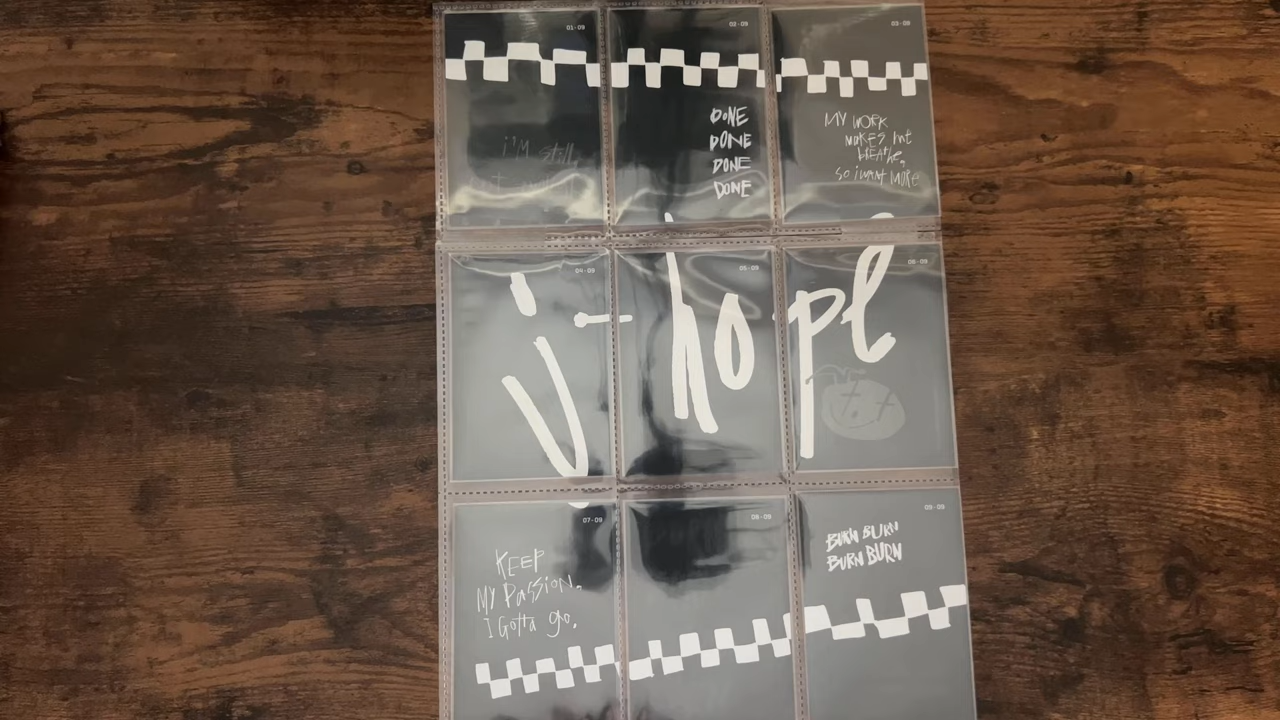 01-09
02-09
03-09
i'M still
DONE
DONE
DONE
DONE
MY WORK
MAKES ME
bREAthe,
so i wANt MORE
04-09
05-09
06-09
j-hope
07-09
08-09
09-09
KEEP
MY PASSION.
I Gotta go.
BURN BURN
BURN BURN